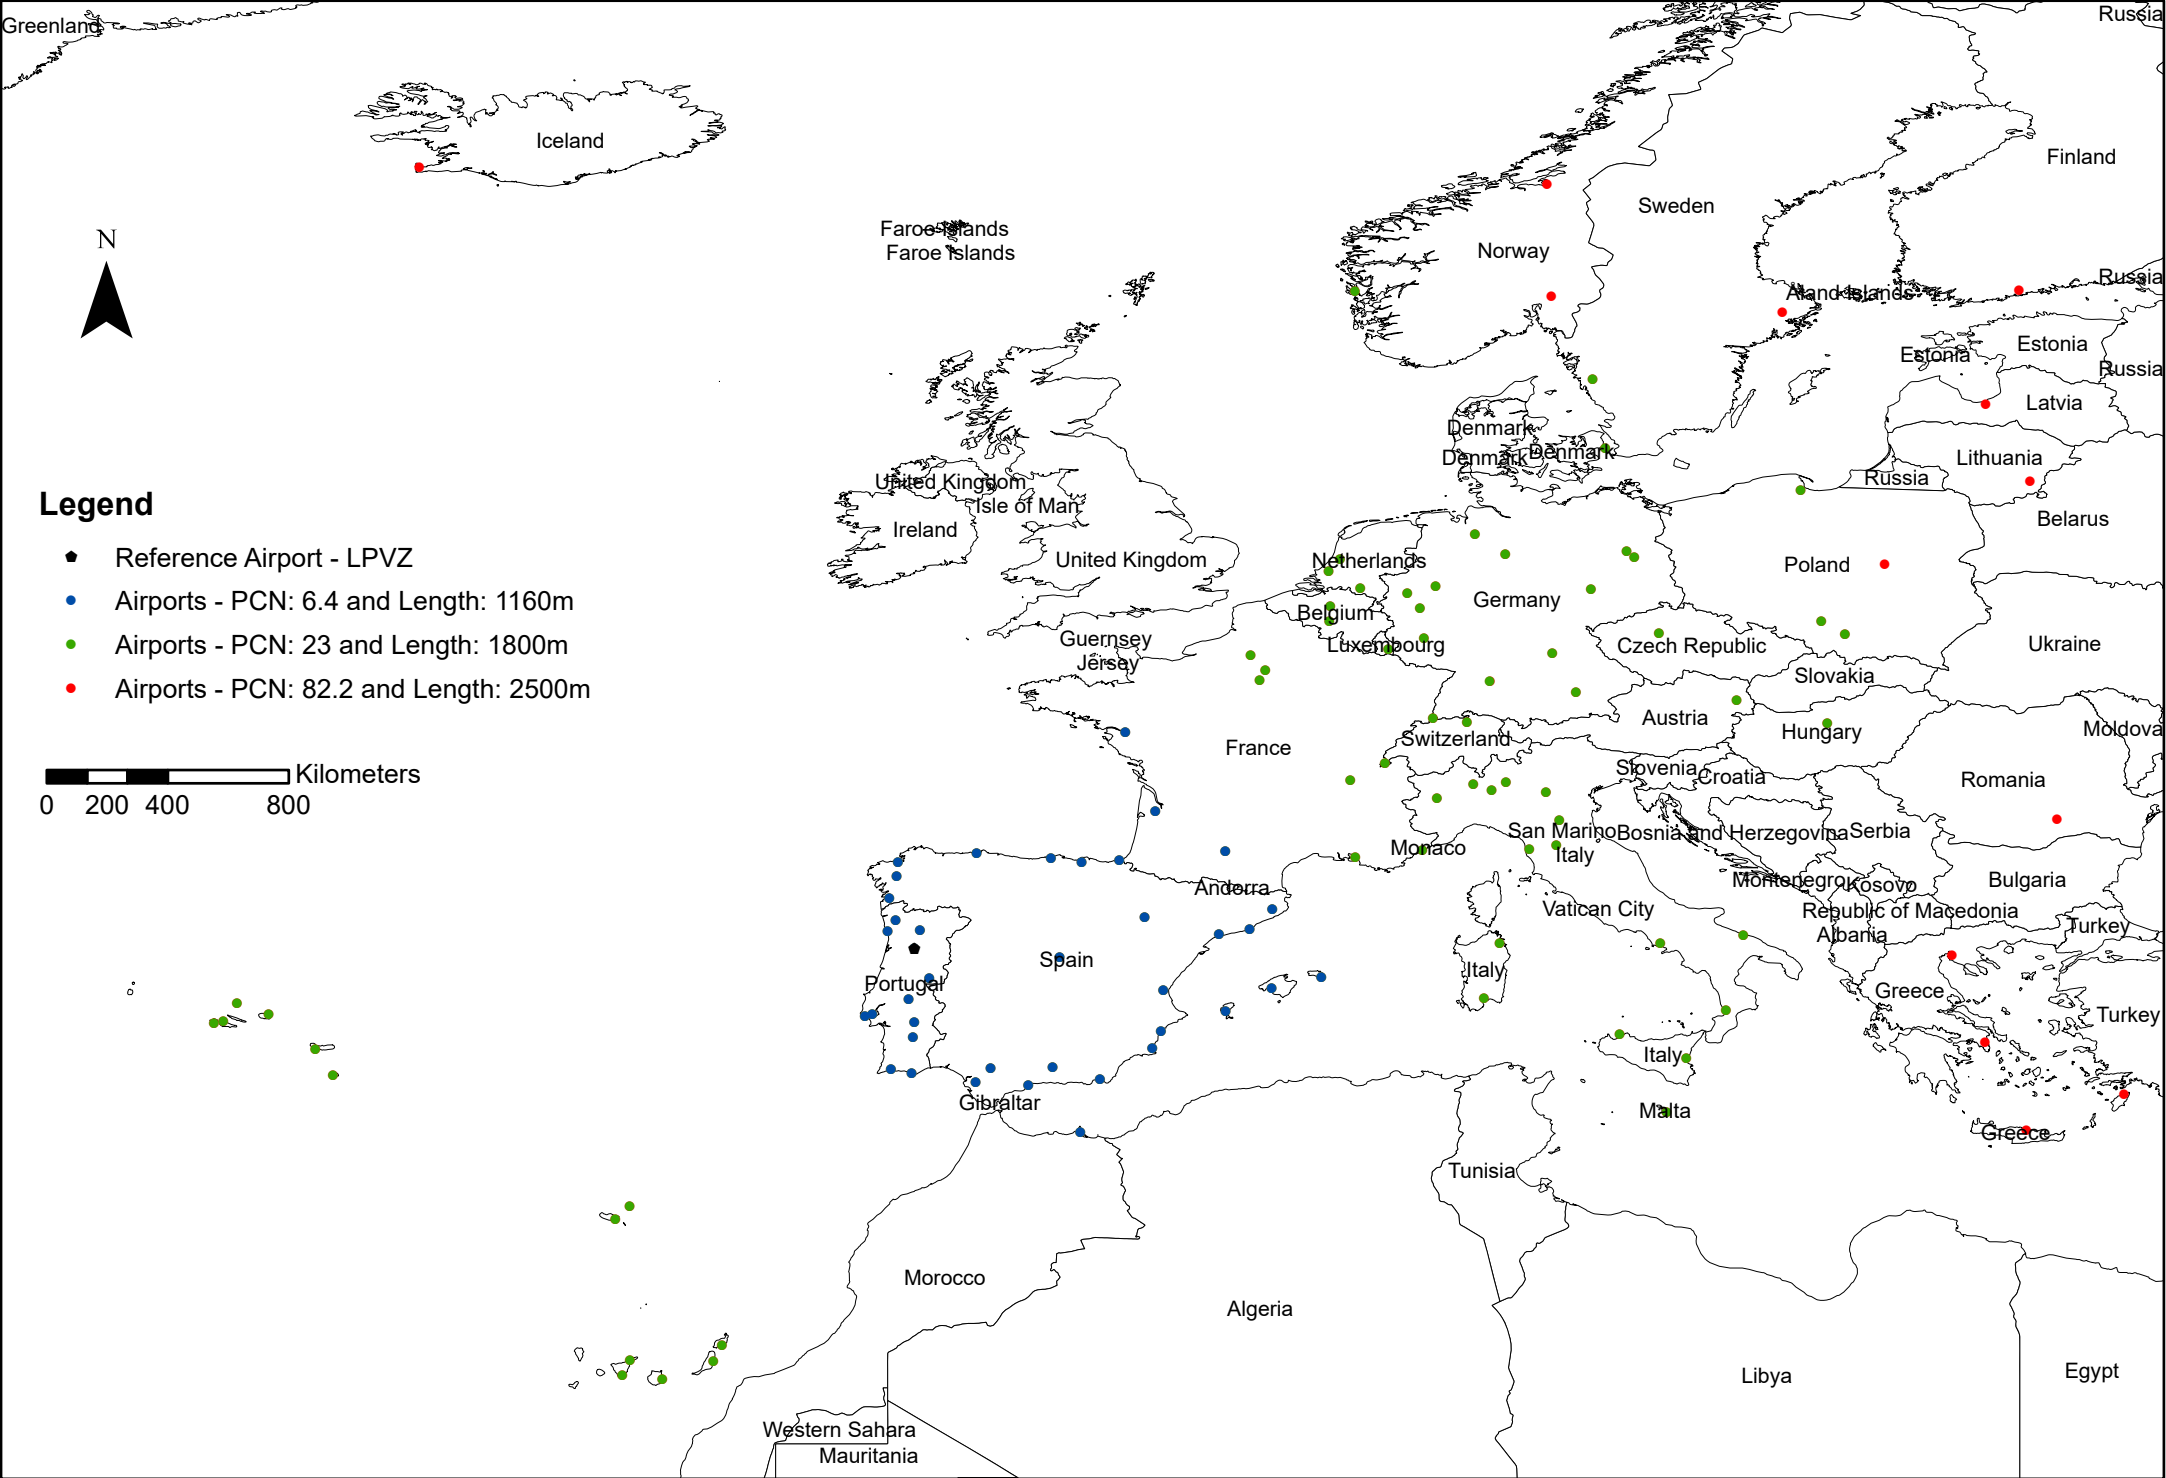 Greenland
Russia
Iceland
Finland
Sweden
Faroe Islands
Faroe Islands
N
Norway
Russia
Aland Islands
Estonia
Estonia
Russia
Latvia
Denmark
Denmark
Denmark
Lithuania
Russia
United Kingdom
Isle of Man
Ireland
Belarus
United Kingdom
Netherlands
Poland
Germany
Belgium
Luxembourg
Guernsey
Jersey
Czech Republic
Ukraine
Slovakia
Austria
Hungary
Moldova
Switzerland
France
Slovenia
Croatia
Romania
San Marino
Bosnia and Herzegovina
Serbia
Monaco
Italy
Andorra
Montenegro
Kosovo
Bulgaria
Vatican City
Republic of Macedonia
Albania
Turkey
Spain
Italy
Portugal
Greece
Turkey
Italy
Gibraltar
Malta
Greece
Tunisia
Morocco
Algeria
Libya
Egypt
Western Sahara
Mauritania
Legend
Reference Airport - LPVZ
Airports - PCN: 6.4 and Length: 1160m
Airports - PCN: 23 and Length: 1800m
Airports - PCN: 82.2 and Length: 2500m
Kilometers
0 200 400 800